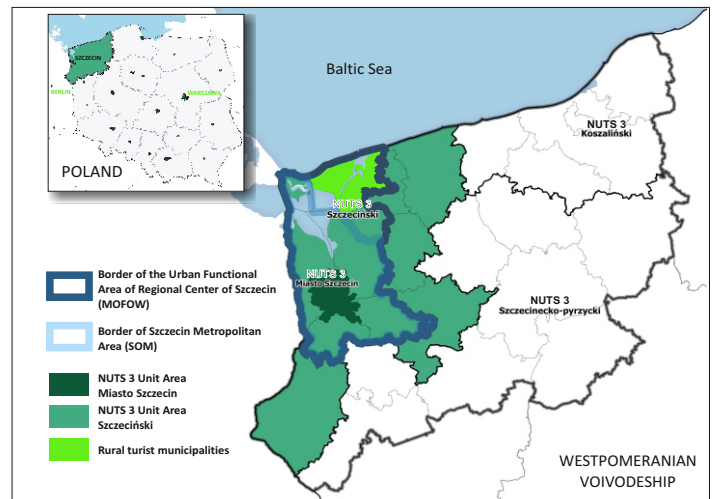 SZCZECIN
BERLIN
WARSZAWA
POLAND
Baltic Sea
NUTS 3
Koszaliński
NUTS 3
Szczeciński
NUTS 3
Miasto Szczecin
NUTS 3
Szczecinecko-pyrzycki
Border of the Urban Functional
Area of Regional Center of Szczecin
(MOFOW)
Border of Szczecin Metropolitan
Area (SOM)
NUTS 3 Unit Area
Miasto Szczecin
NUTS 3 Unit Area
Szczeciński
Rural turist municipalities
WESTPOMERANIAN
VOIVODESHIP